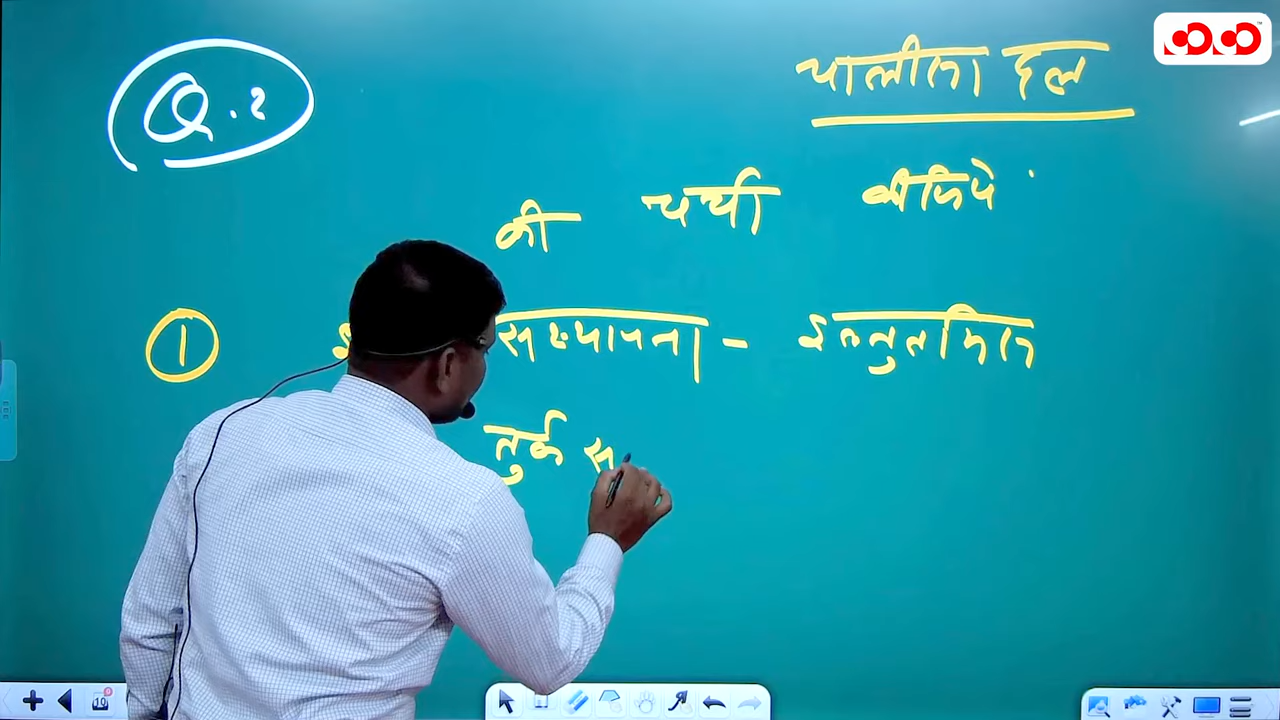 Q.2
चालीसा दल
की चर्चा कीजिये
① संस्थापना - इल्तुतमिश
तुर्क स